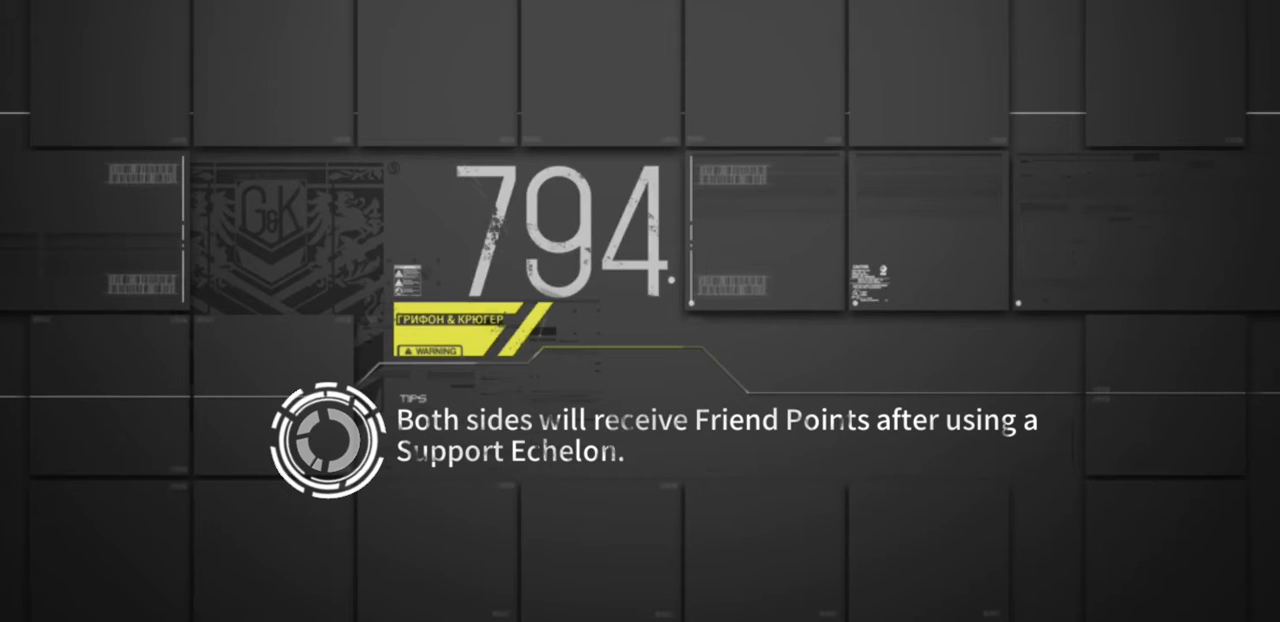 G&K
794.
ГРИФОН & КРЮГЕР
WARNING
TIPS
Both sides will receive Friend Points after using a
Support Echelon.